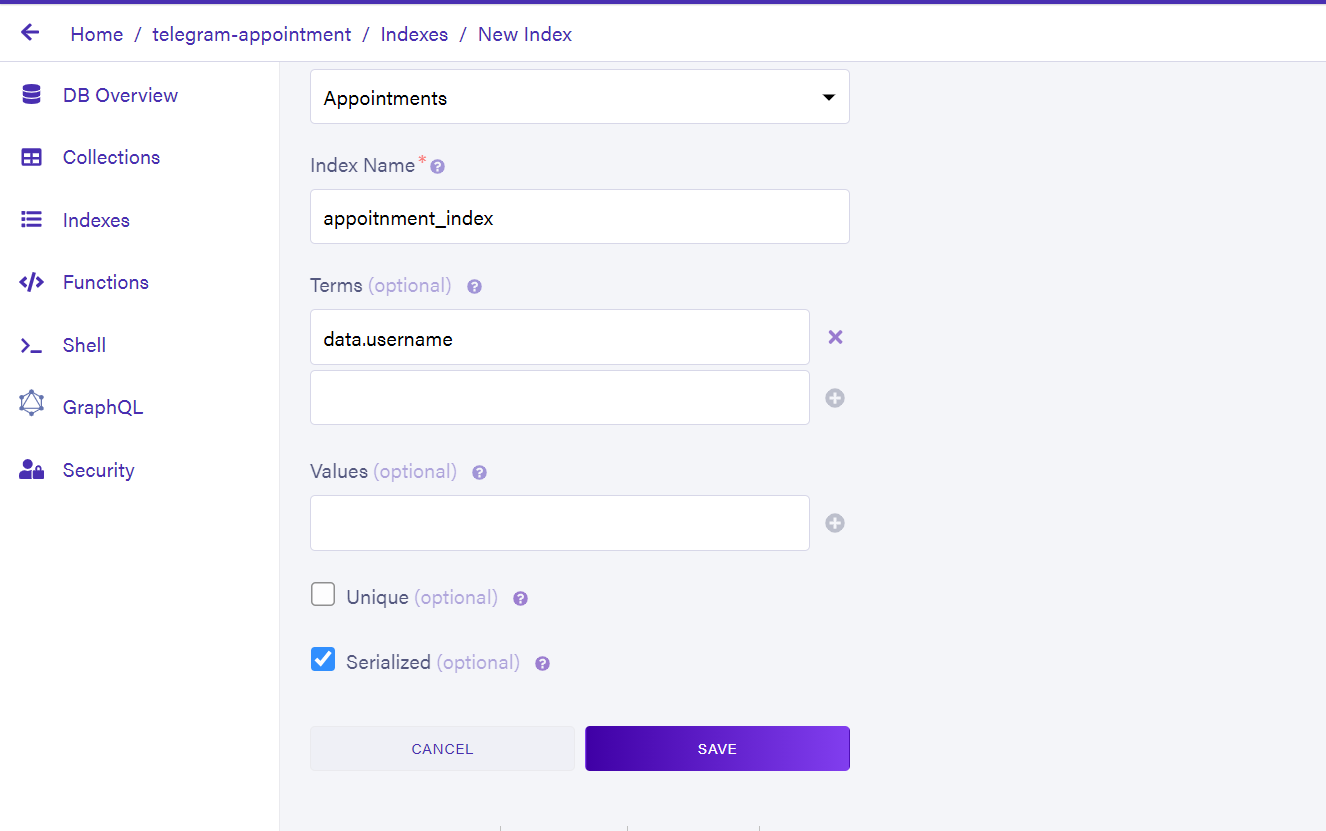 Home / telegram-appointment / Indexes / New Index
DB Overview
Collections
Indexes
Functions
Shell
GraphQL
Security
Appointments
Index Name*
appoitnment_index
Terms (optional)
data.username
Values (optional)
Unique (optional)
Serialized (optional)
CANCEL
SAVE